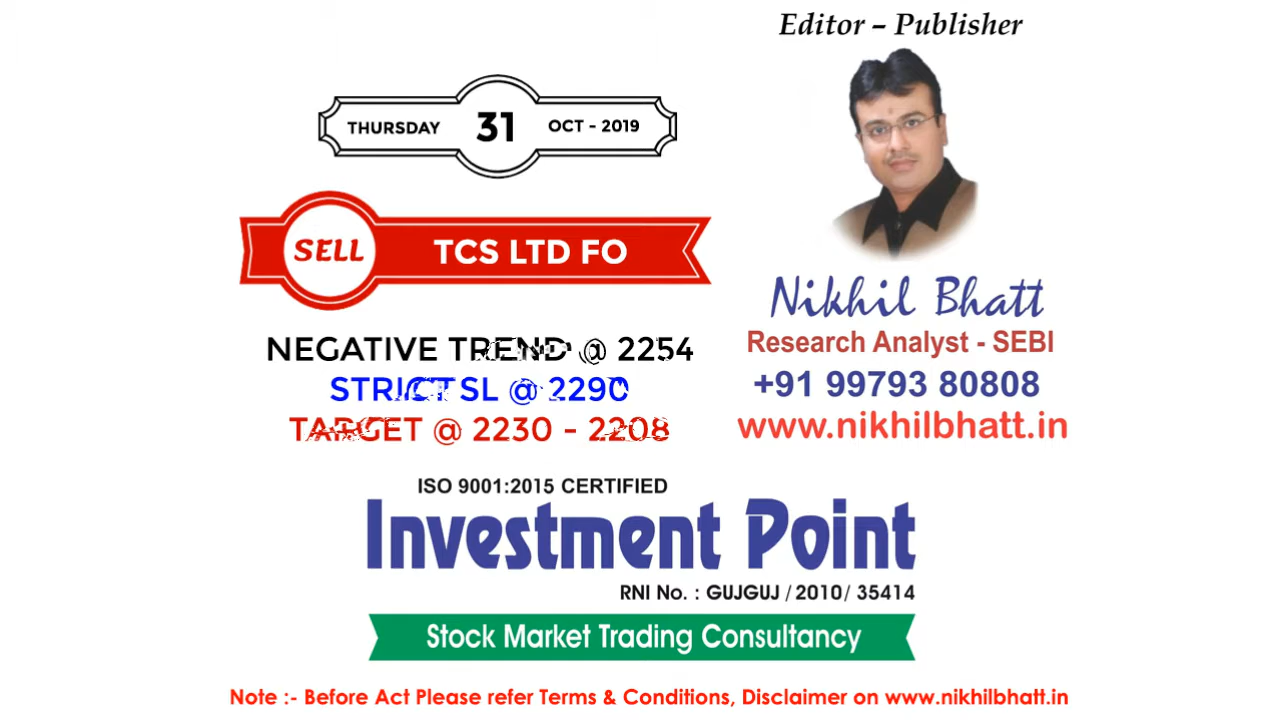 Editor – Publisher
THURSDAY 31 OCT - 2019
SELL TCS LTD FO
NEGATIVE TREND @ 2254
STRICT SL @ 2290
TARGET @ 2230 - 2208
Nikhil Bhatt
Research Analyst - SEBI
+91 99793 80808
www.nikhilbhatt.in
ISO 9001:2015 CERTIFIED
Investment Point
RNI No. : GUJGUJ / 2010/ 35414
Stock Market Trading Consultancy
Note :- Before Act Please refer Terms & Conditions, Disclaimer on www.nikhilbhatt.in